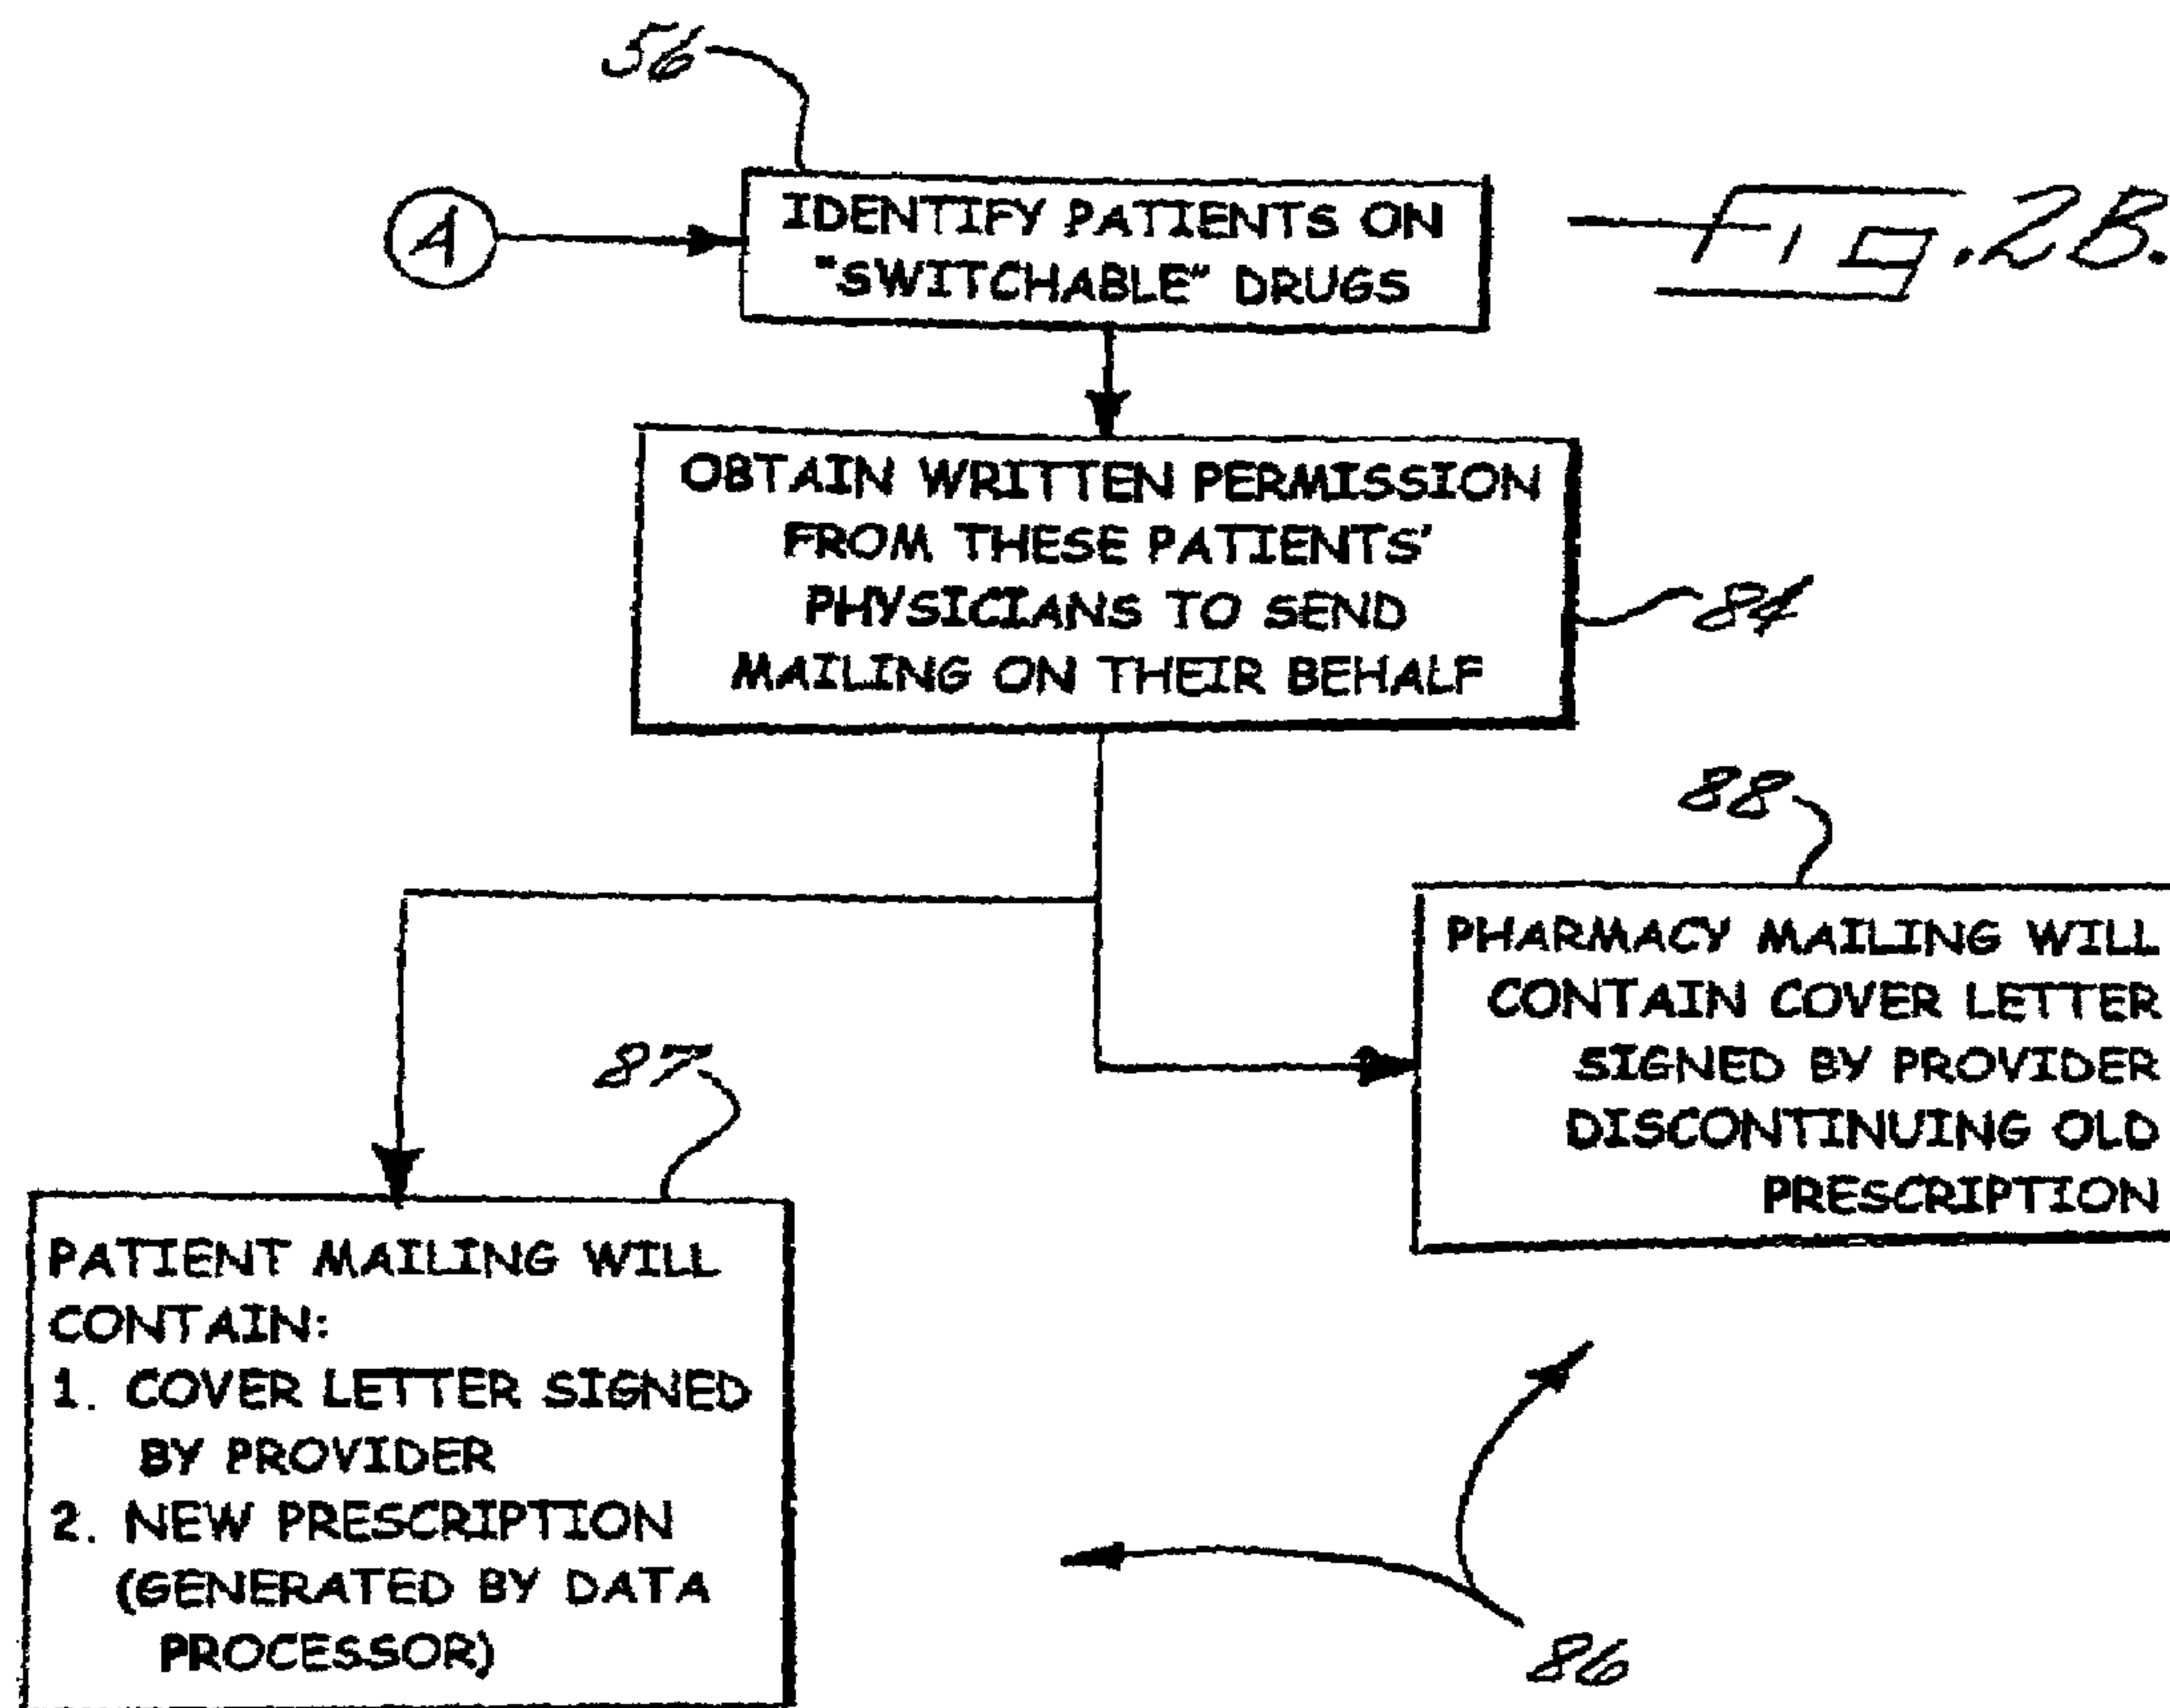 56
A
IDENTIFY PATIENTS ON
"SWITCHABLE" DRUGS
Fig. 2B.
OBTAIN WRITTEN PERMISSION
FROM THESE PATIENTS'
PHYSICIANS TO SEND
MAILING ON THEIR BEHALF
84
88
PHARMACY MAILING WILL
CONTAIN COVER LETTER
SIGNED BY PROVIDER
DISCONTINUING OLD
PRESCRIPTION
87
PATIENT MAILING WILL
CONTAIN:
1. COVER LETTER SIGNED
BY PROVIDER
2. NEW PRESCRIPTION
(GENERATED BY DATA
PROCESSOR)
86